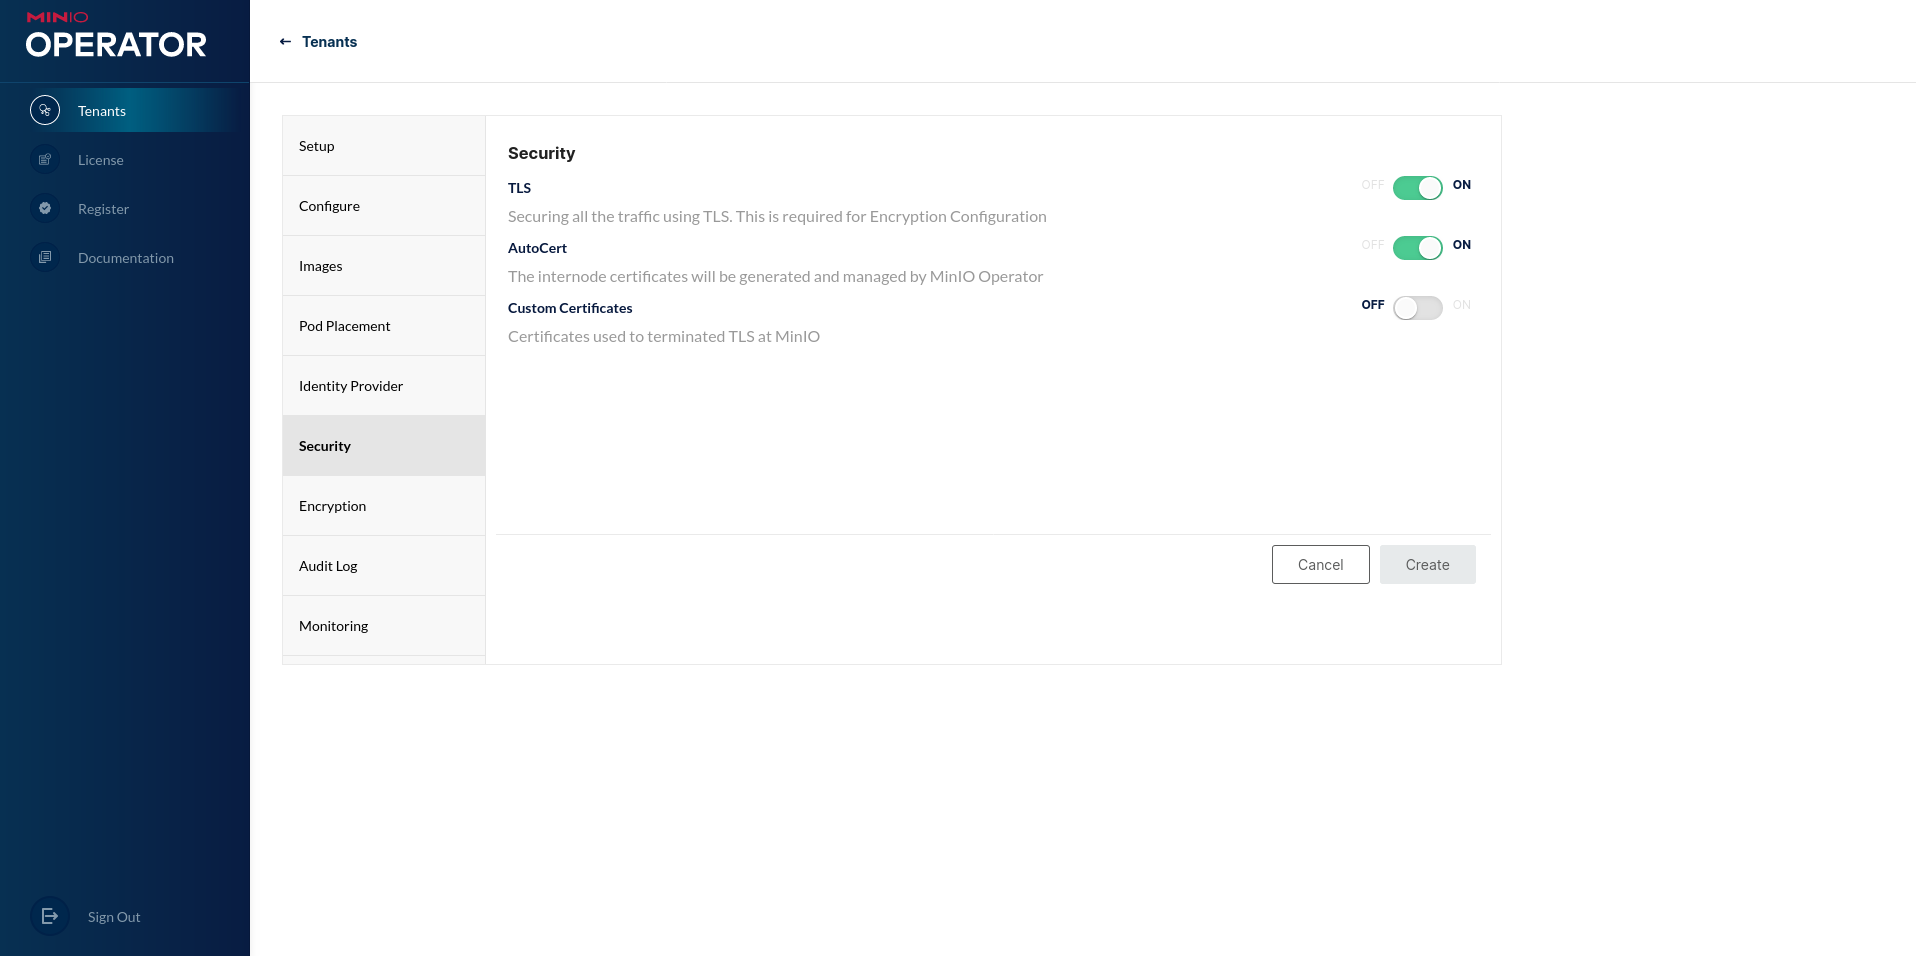 MINIO
OPERATOR
Tenants
License
Register
Documentation
Sign Out
Tenants
Setup
Configure
Images
Pod Placement
Identity Provider
Security
Encryption
Audit Log
Monitoring
Security
TLS
OFF ON
Securing all the traffic using TLS. This is required for Encryption Configuration
AutoCert
OFF ON
The internode certificates will be generated and managed by MinIO Operator
Custom Certificates
OFF ON
Certificates used to terminated TLS at MinIO
Cancel Create